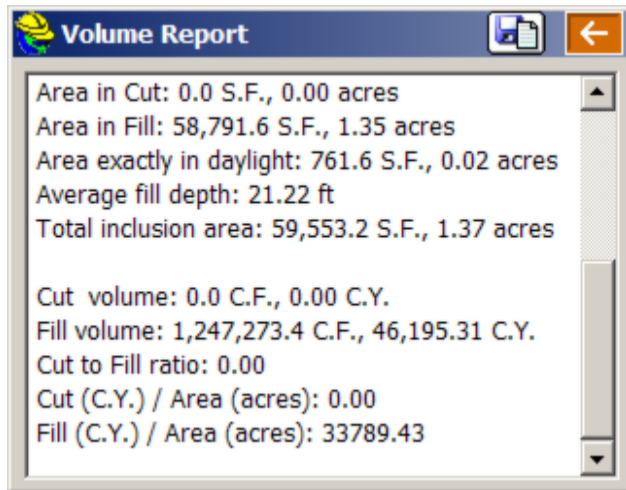 Volume Report
Area in Cut: 0.0 S.F., 0.00 acres
Area in Fill: 58,791.6 S.F., 1.35 acres
Area exactly in daylight: 761.6 S.F., 0.02 acres
Average fill depth: 21.22 ft
Total inclusion area: 59,553.2 S.F., 1.37 acres
Cut  volume: 0.0 C.F., 0.00 C.Y.
Fill volume: 1,247,273.4 C.F., 46,195.31 C.Y.
Cut to Fill ratio: 0.00
Cut (C.Y.) / Area (acres): 0.00
Fill (C.Y.) / Area (acres): 33789.43